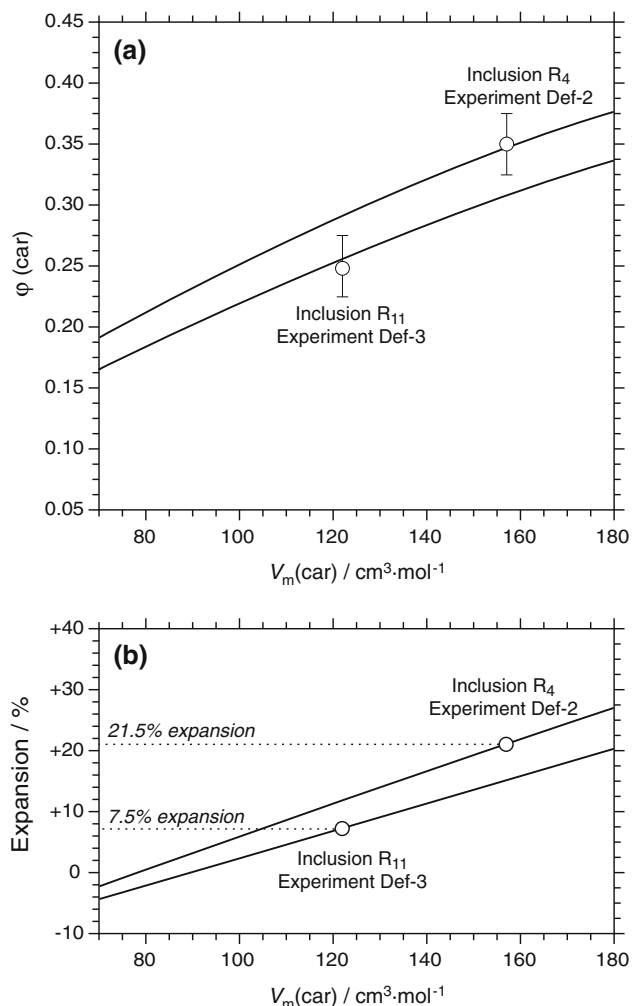 0.45
(a)
Inclusion R₄
Experiment Def-2
0.40
0.35
0.30
0.25
0.20
0.15
0.10
0.05
φ (car)
Inclusion R₁₁
Experiment Def-3
80 100 120 140 160 180
Vₘ(car) / cm³·mol⁻¹
+40
(b)
Inclusion R₄
Experiment Def-2
+30
21.5% expansion
+20
7.5% expansion
+10
0
-10
Expansion / %
Inclusion R₁₁
Experiment Def-3
80 100 120 140 160 180
Vₘ(car) / cm³·mol⁻¹